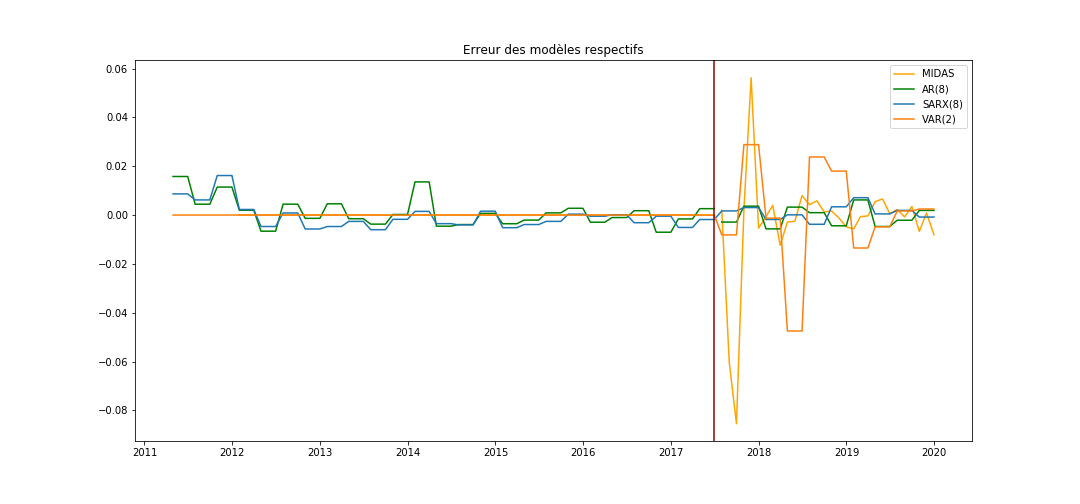 Erreur des modèles respectifs
0.06
0.04
0.02
0.00
−0.02
−0.04
−0.06
−0.08
MIDAS
AR(8)
SARX(8)
VAR(2)
2011 2012 2013 2014 2015 2016 2017 2018 2019 2020